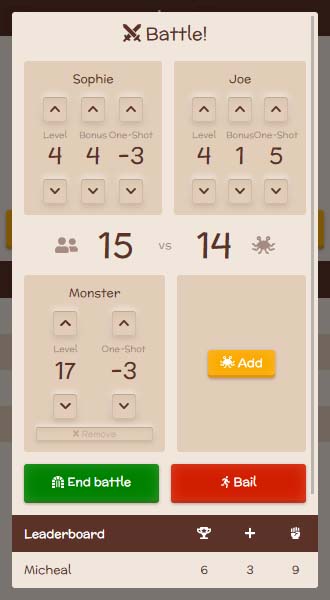 Battle!
Sophie
Joe
Level Bonus One-Shot
Level Bonus One-Shot
4 4 -3
4 1 5
15 vs 14
Monster
Level One-Shot
17 -3
Add
× Remove
End battle
Bail
Leaderboard
Micheal 6 3 9